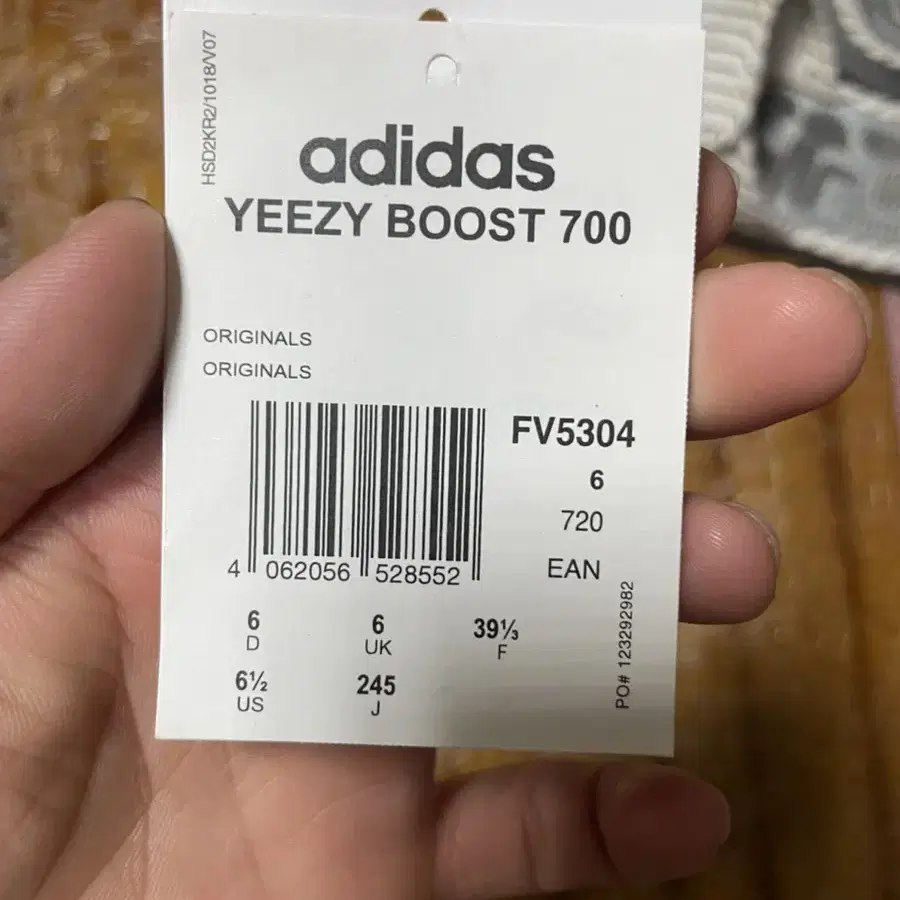 HSD2KR2/1018/V07
adidas
YEEZY BOOST 700
ORIGINALS
ORIGINALS
FV5304
6
720
EAN
4 062056 528552
6 6 39⅓
D UK F
6½ 245
US J
PO# 123292982